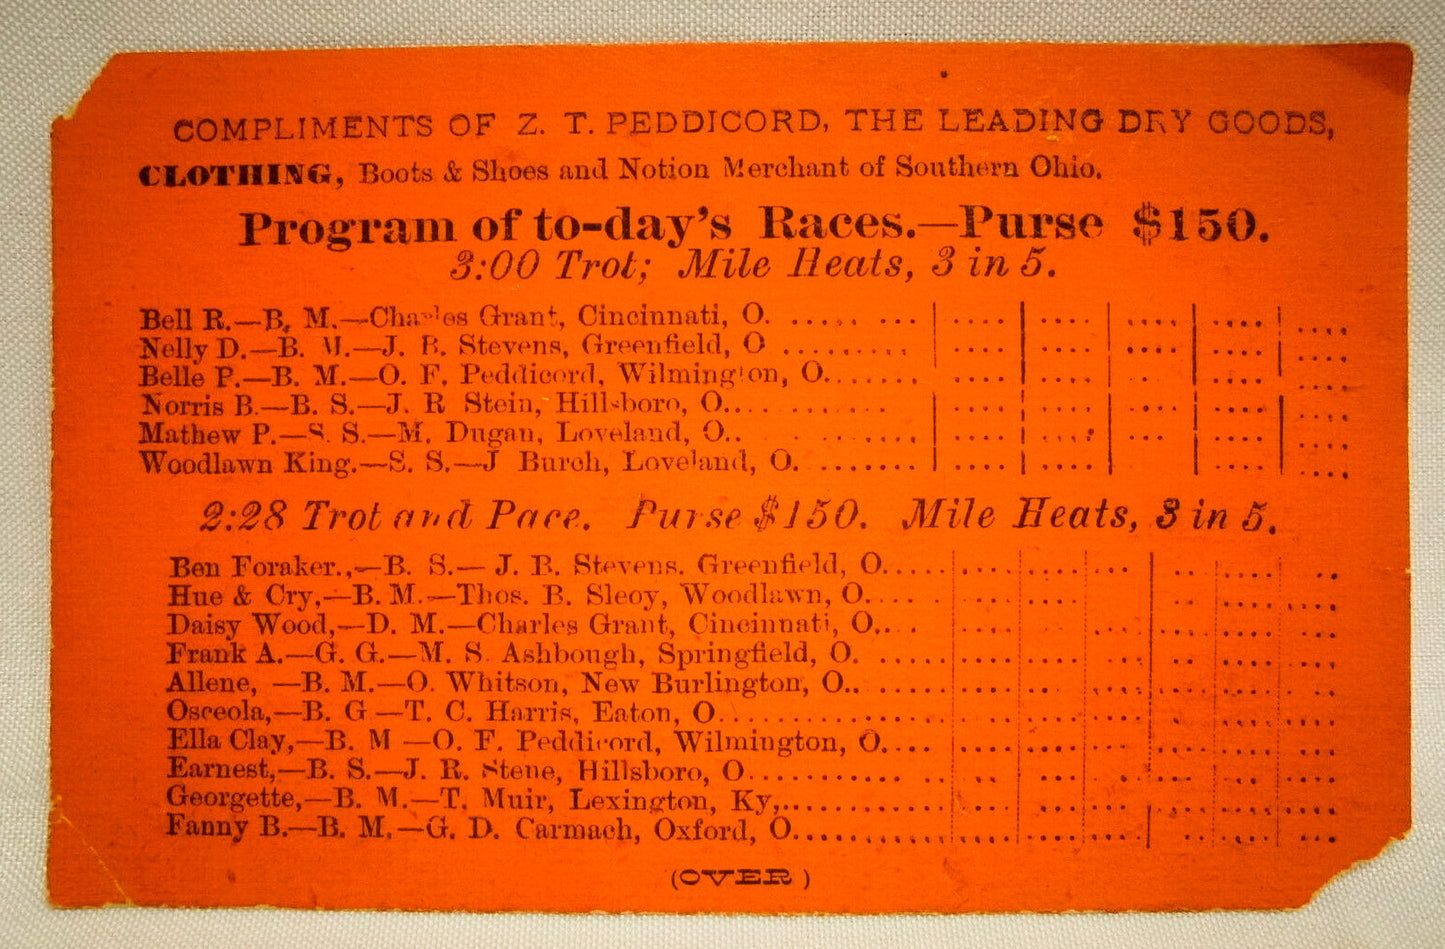 COMPLIMENTS OF Z. T. PEDDICORD, THE LEADING DRY GOODS,
CLOTHING, Boots & Shoes and Notion Merchant of Southern Ohio.
Program of to-day's Races.—Purse $150.
3:00 Trot; Mile Heats, 3 in 5.
Bell R.—B. M.—Charles Grant, Cincinnati, O.
Nelly D.—B. M.—J. B. Stevens, Greenfield, O
Belle P.—B. M.—O. F. Peddicord, Wilmington, O.
Norris B.—B. S.—J. R Stein, Hillsboro, O.
Mathew P.—S. S.—M. Dugan, Loveland, O.
Woodlawn King.—S. S.—J Burch, Loveland, O.
2:28 Trot and Pace. Purse $150. Mile Heats, 3 in 5.
Ben Foraker.,—B. S.—J. B. Stevens. Greenfield, O.
Hue & Cry,—B. M.—Thos. B. Sleoy, Woodlawn, O.
Daisy Wood,—D. M.—Charles Grant, Cincinnati, O.
Frank A.—G. G.—M. S. Ashbough, Springfield, O.
Allene, —B. M.—O. Whitson, New Burlington, O.
Osceola,—B. G—T. C. Harris, Eaton, O.
Ella Clay,—B. M—O. F. Peddicord, Wilmington, O.
Earnest,—B. S.—J. R. Stene, Hillsboro, O.
Georgette,—B. M.—T. Muir, Lexington, Ky,
Fanny B.—B. M.—G. D. Carmach, Oxford, O.
(OVER)